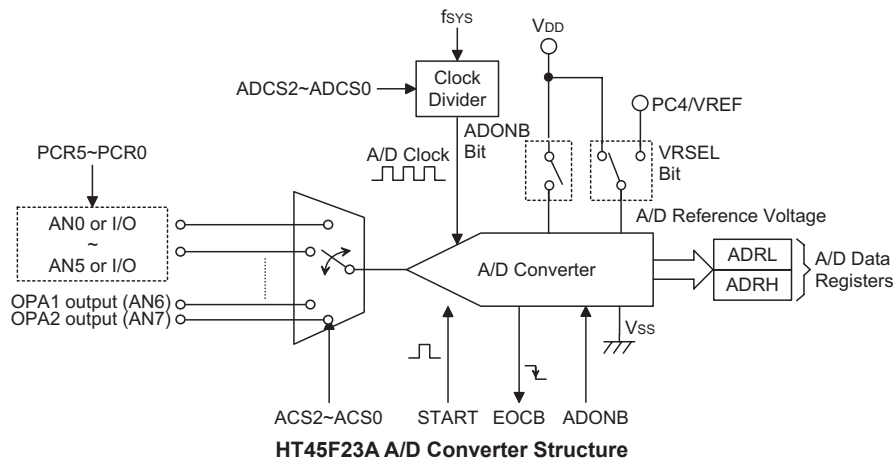 fSYS
VDD
ADCS2~ADCS0
Clock
Divider
PC4/VREF
ADONB
Bit
PCR5~PCR0
A/D Clock
VRSEL
Bit
AN0 or I/O
~
AN5 or I/O
A/D Reference Voltage
A/D Converter
ADRL
ADRH
A/D Data
Registers
OPA1 output (AN6)
OPA2 output (AN7)
VSS
ACS2~ACS0
START
EOCB
ADONB
HT45F23A A/D Converter Structure